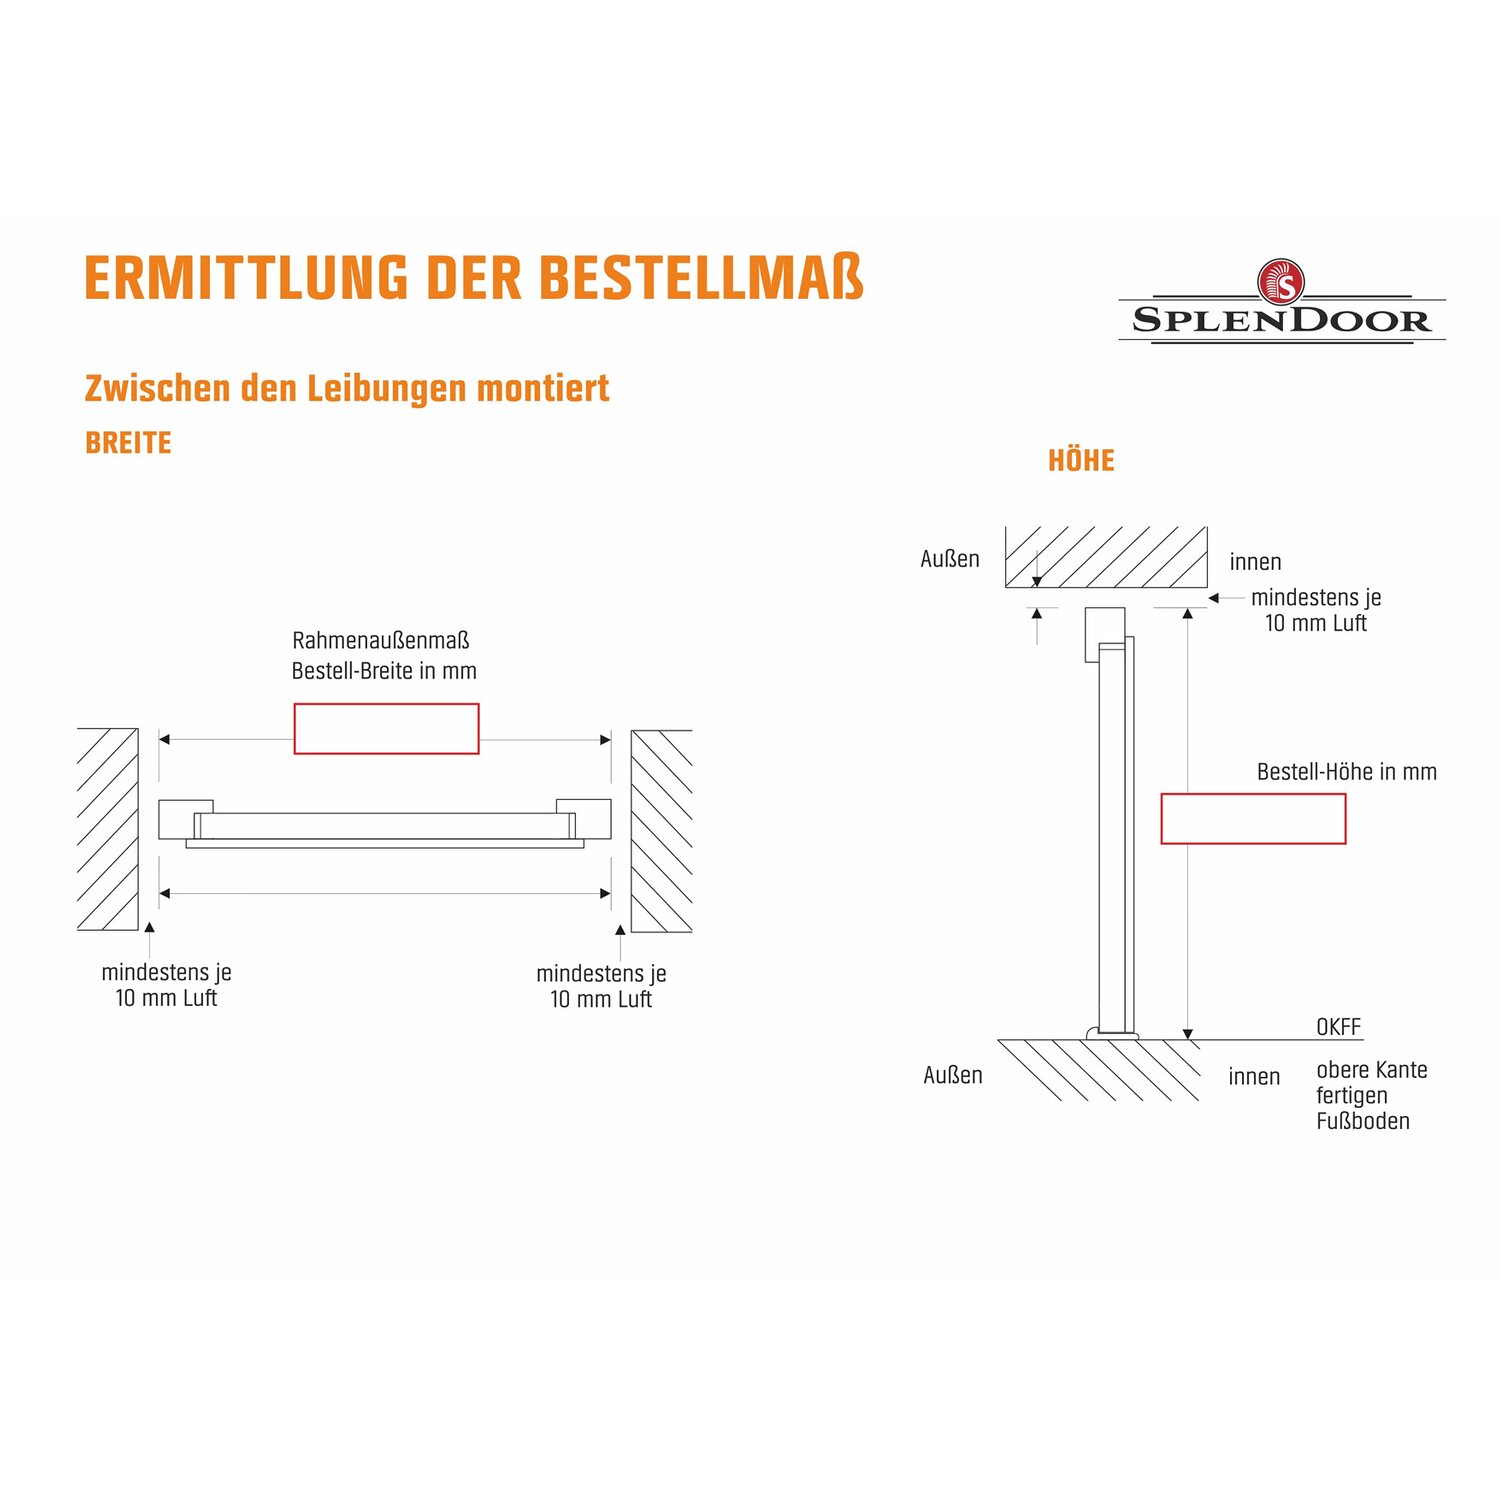 ERMITTLUNG DER BESTELLMAß
S
SPLENDOOR
Zwischen den Leibungen montiert
BREITE
HÖHE
Außen
innen
mindestens je
10 mm Luft
Rahmenaußenmaß
Bestell-Breite in mm
Bestell-Höhe in mm
mindestens je
10 mm Luft
mindestens je
10 mm Luft
OKFF
Außen
innen
obere Kante
fertigen
Fußboden